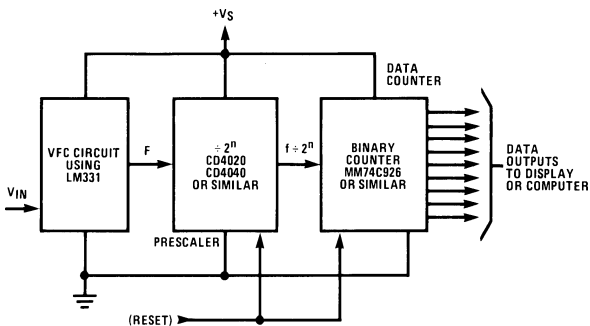 +VS
DATA
COUNTER
VFC CIRCUIT
USING
LM331
F
÷ 2ⁿ
CD4020
CD4040
OR SIMILAR
f ÷ 2ⁿ
BINARY
COUNTER
MM74C926
OR SIMILAR
DATA
OUTPUTS
TO DISPLAY
OR COMPUTER
VIN
PRESCALER
(RESET)